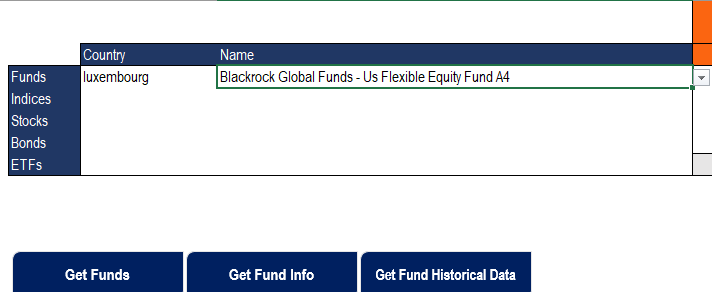 Country Name
Funds luxembourg Blackrock Global Funds - Us Flexible Equity Fund A4
Indices
Stocks
Bonds
ETFs
Get Funds Get Fund Info Get Fund Historical Data